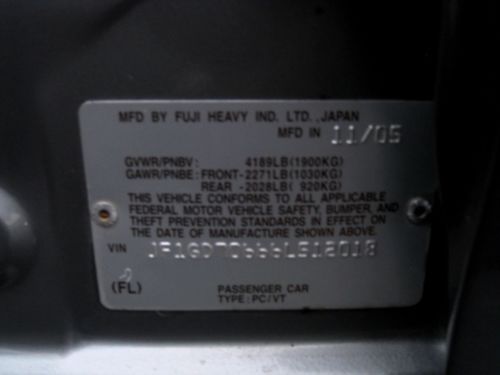 MFD BY FUJI HEAVY IND. LTD., JAPAN
MFD IN 11/05
GVWR/PNBV: 4189LB(1900KG)
GAWR/PNBE: FRONT-2271LB(1030KG)
REAR -2028LB( 920KG)
THIS VEHICLE CONFORMS TO ALL APPLICABLE
FEDERAL MOTOR VEHICLE SAFETY, BUMPER, AND
THEFT PREVENTION STANDARDS IN EFFECT ON
THE DATE OF MANUFACTURE SHOWN ABOVE.
VIN
(FL)
PASSENGER CAR
TYPE: PC/VT